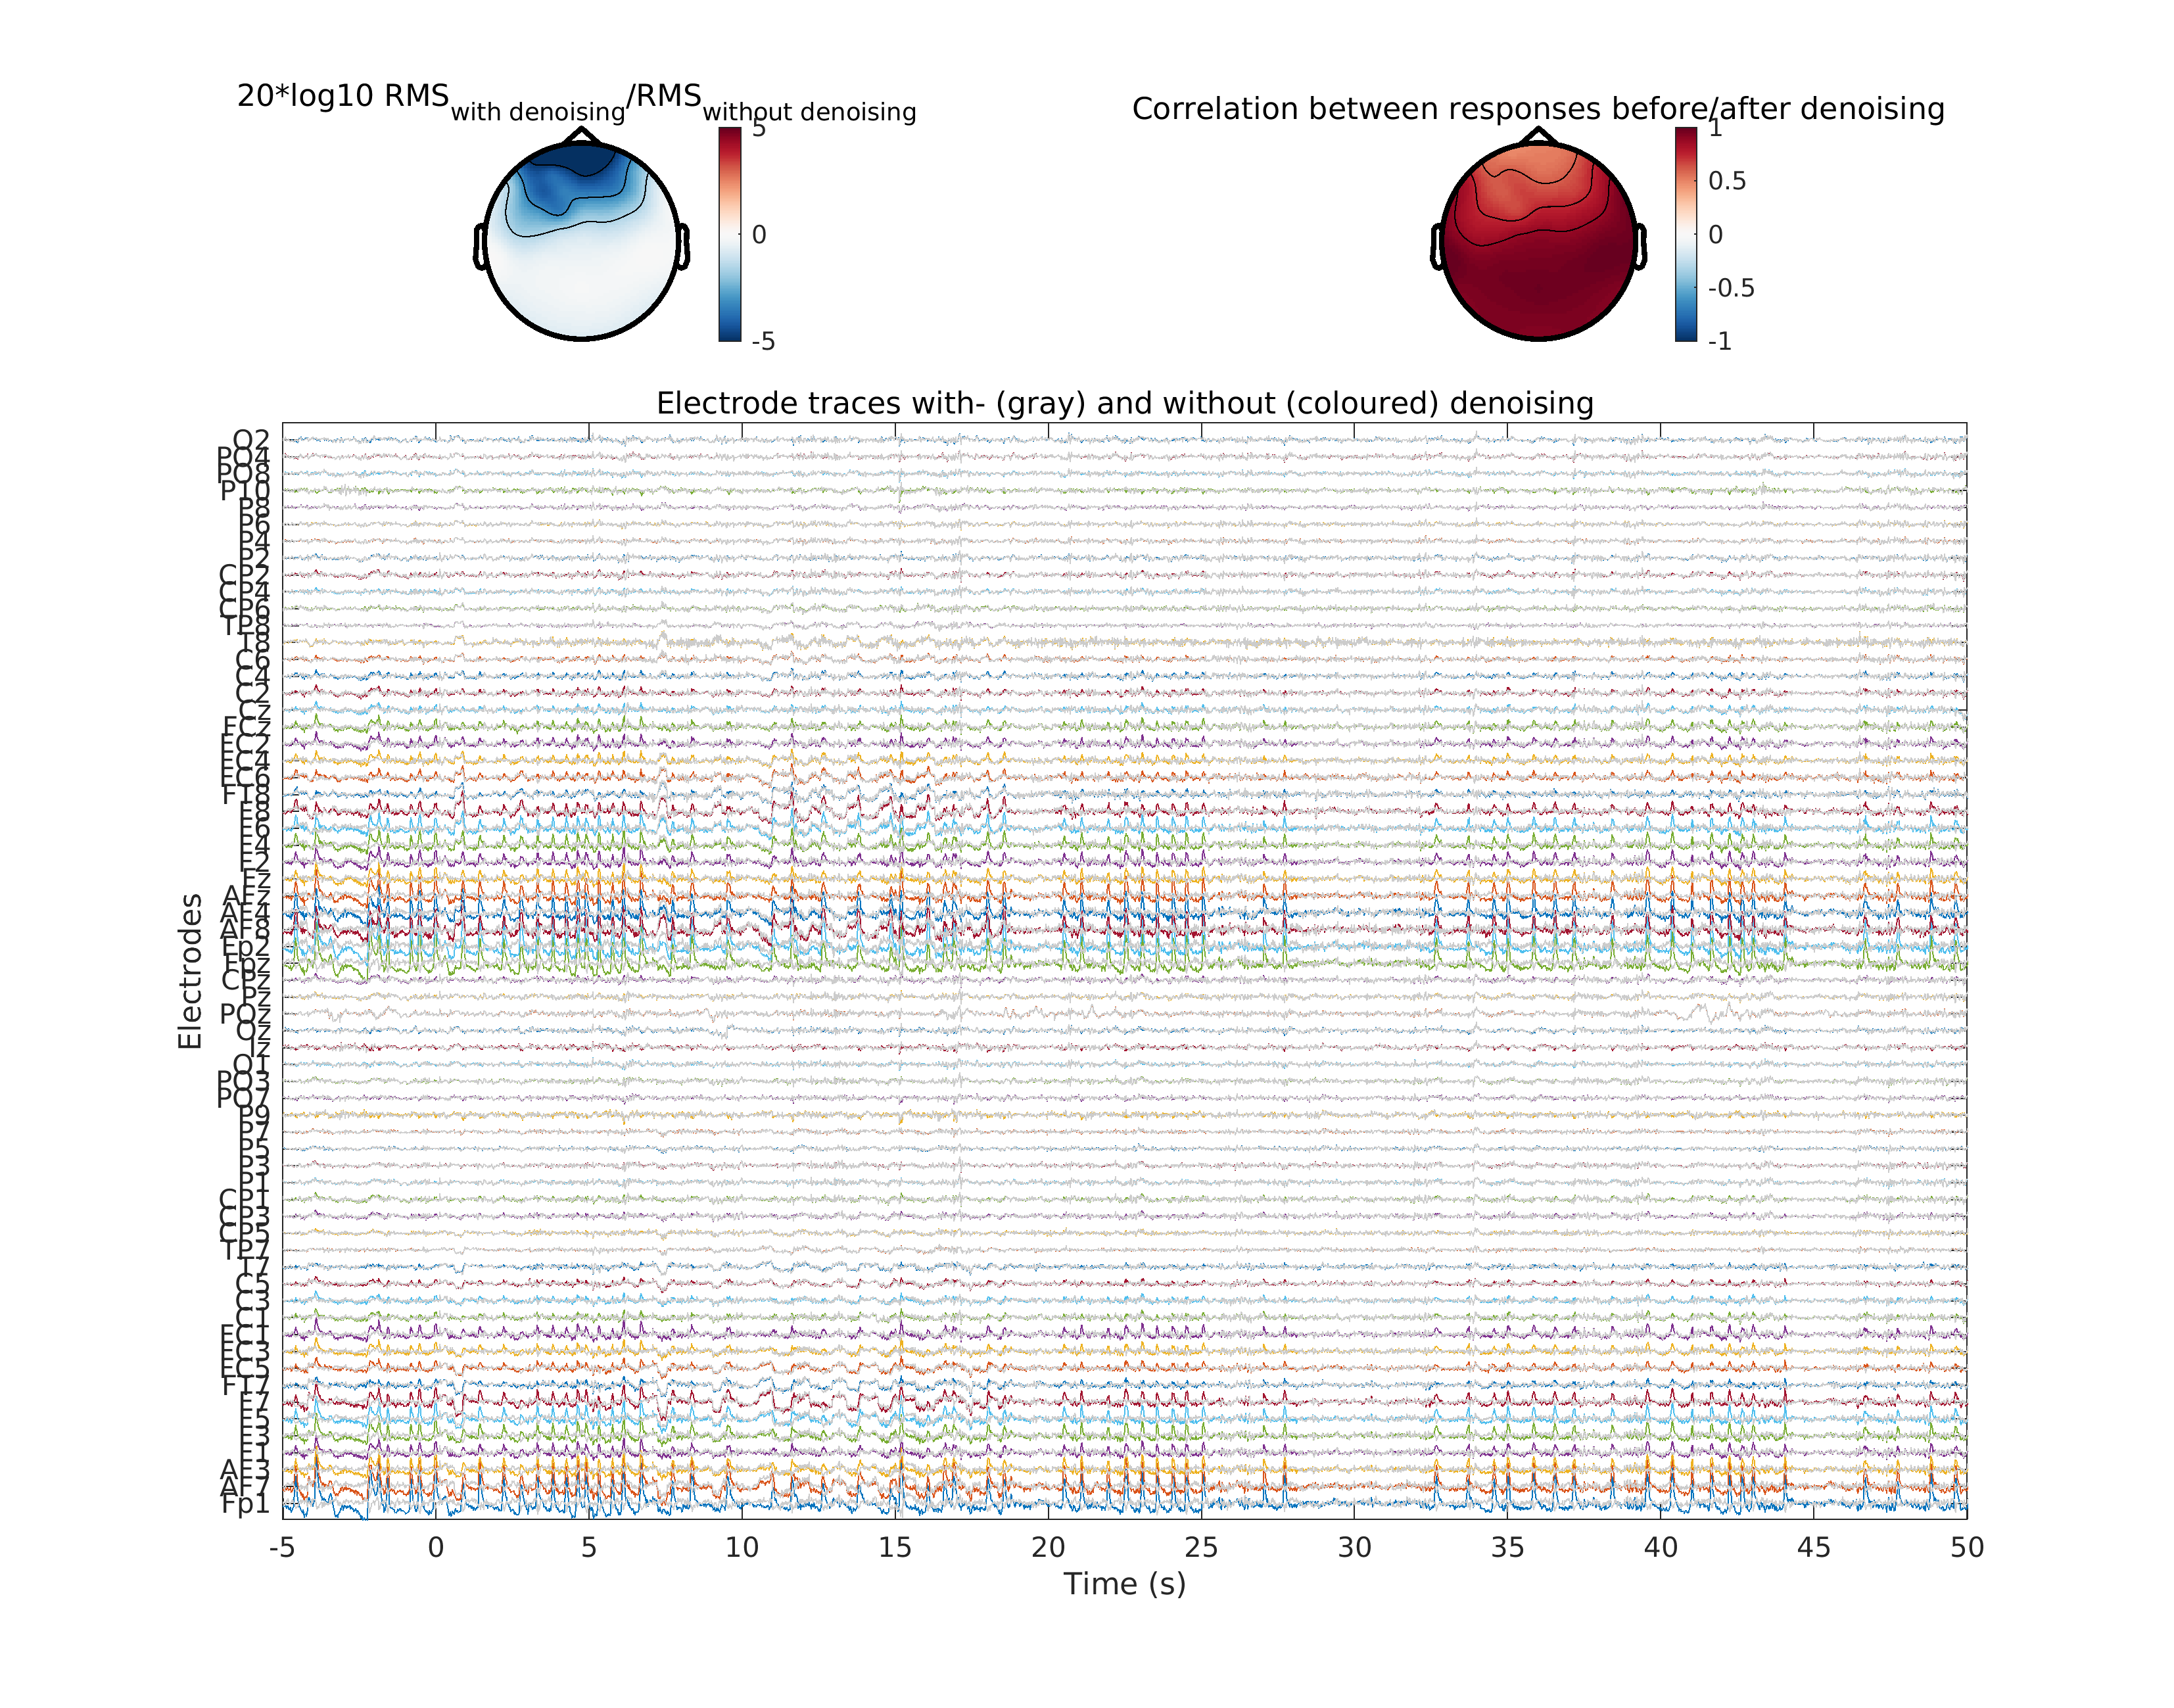 20*log10 RMS with denoising /RMS without denoising
5
0
-5
Correlation between responses before/after denoising
1
0.5
0
-0.5
-1
Electrode traces with- (gray) and without (coloured) denoising
Electrodes
O2
PO4
PO8
P10
P8
P6
P4
P2
CP2
CP4
CP6
TP8
T8
C6
C4
C2
Cz
FCz
FC2
FC4
FC6
FT8
F8
F6
F4
F2
Fz
AFz
AF4
AF8
Fp2
Fpz
CPz
Pz
POz
Oz
Iz
O1
PO3
PO7
P9
P7
P5
P3
P1
CP1
CP3
CP5
TP7
T7
C5
C3
C1
FC1
FC3
FC5
FT7
F7
F5
F3
F1
AF3
AF7
Fp1
-5 0 5 10 15 20 25 30 35 40 45 50
Time (s)